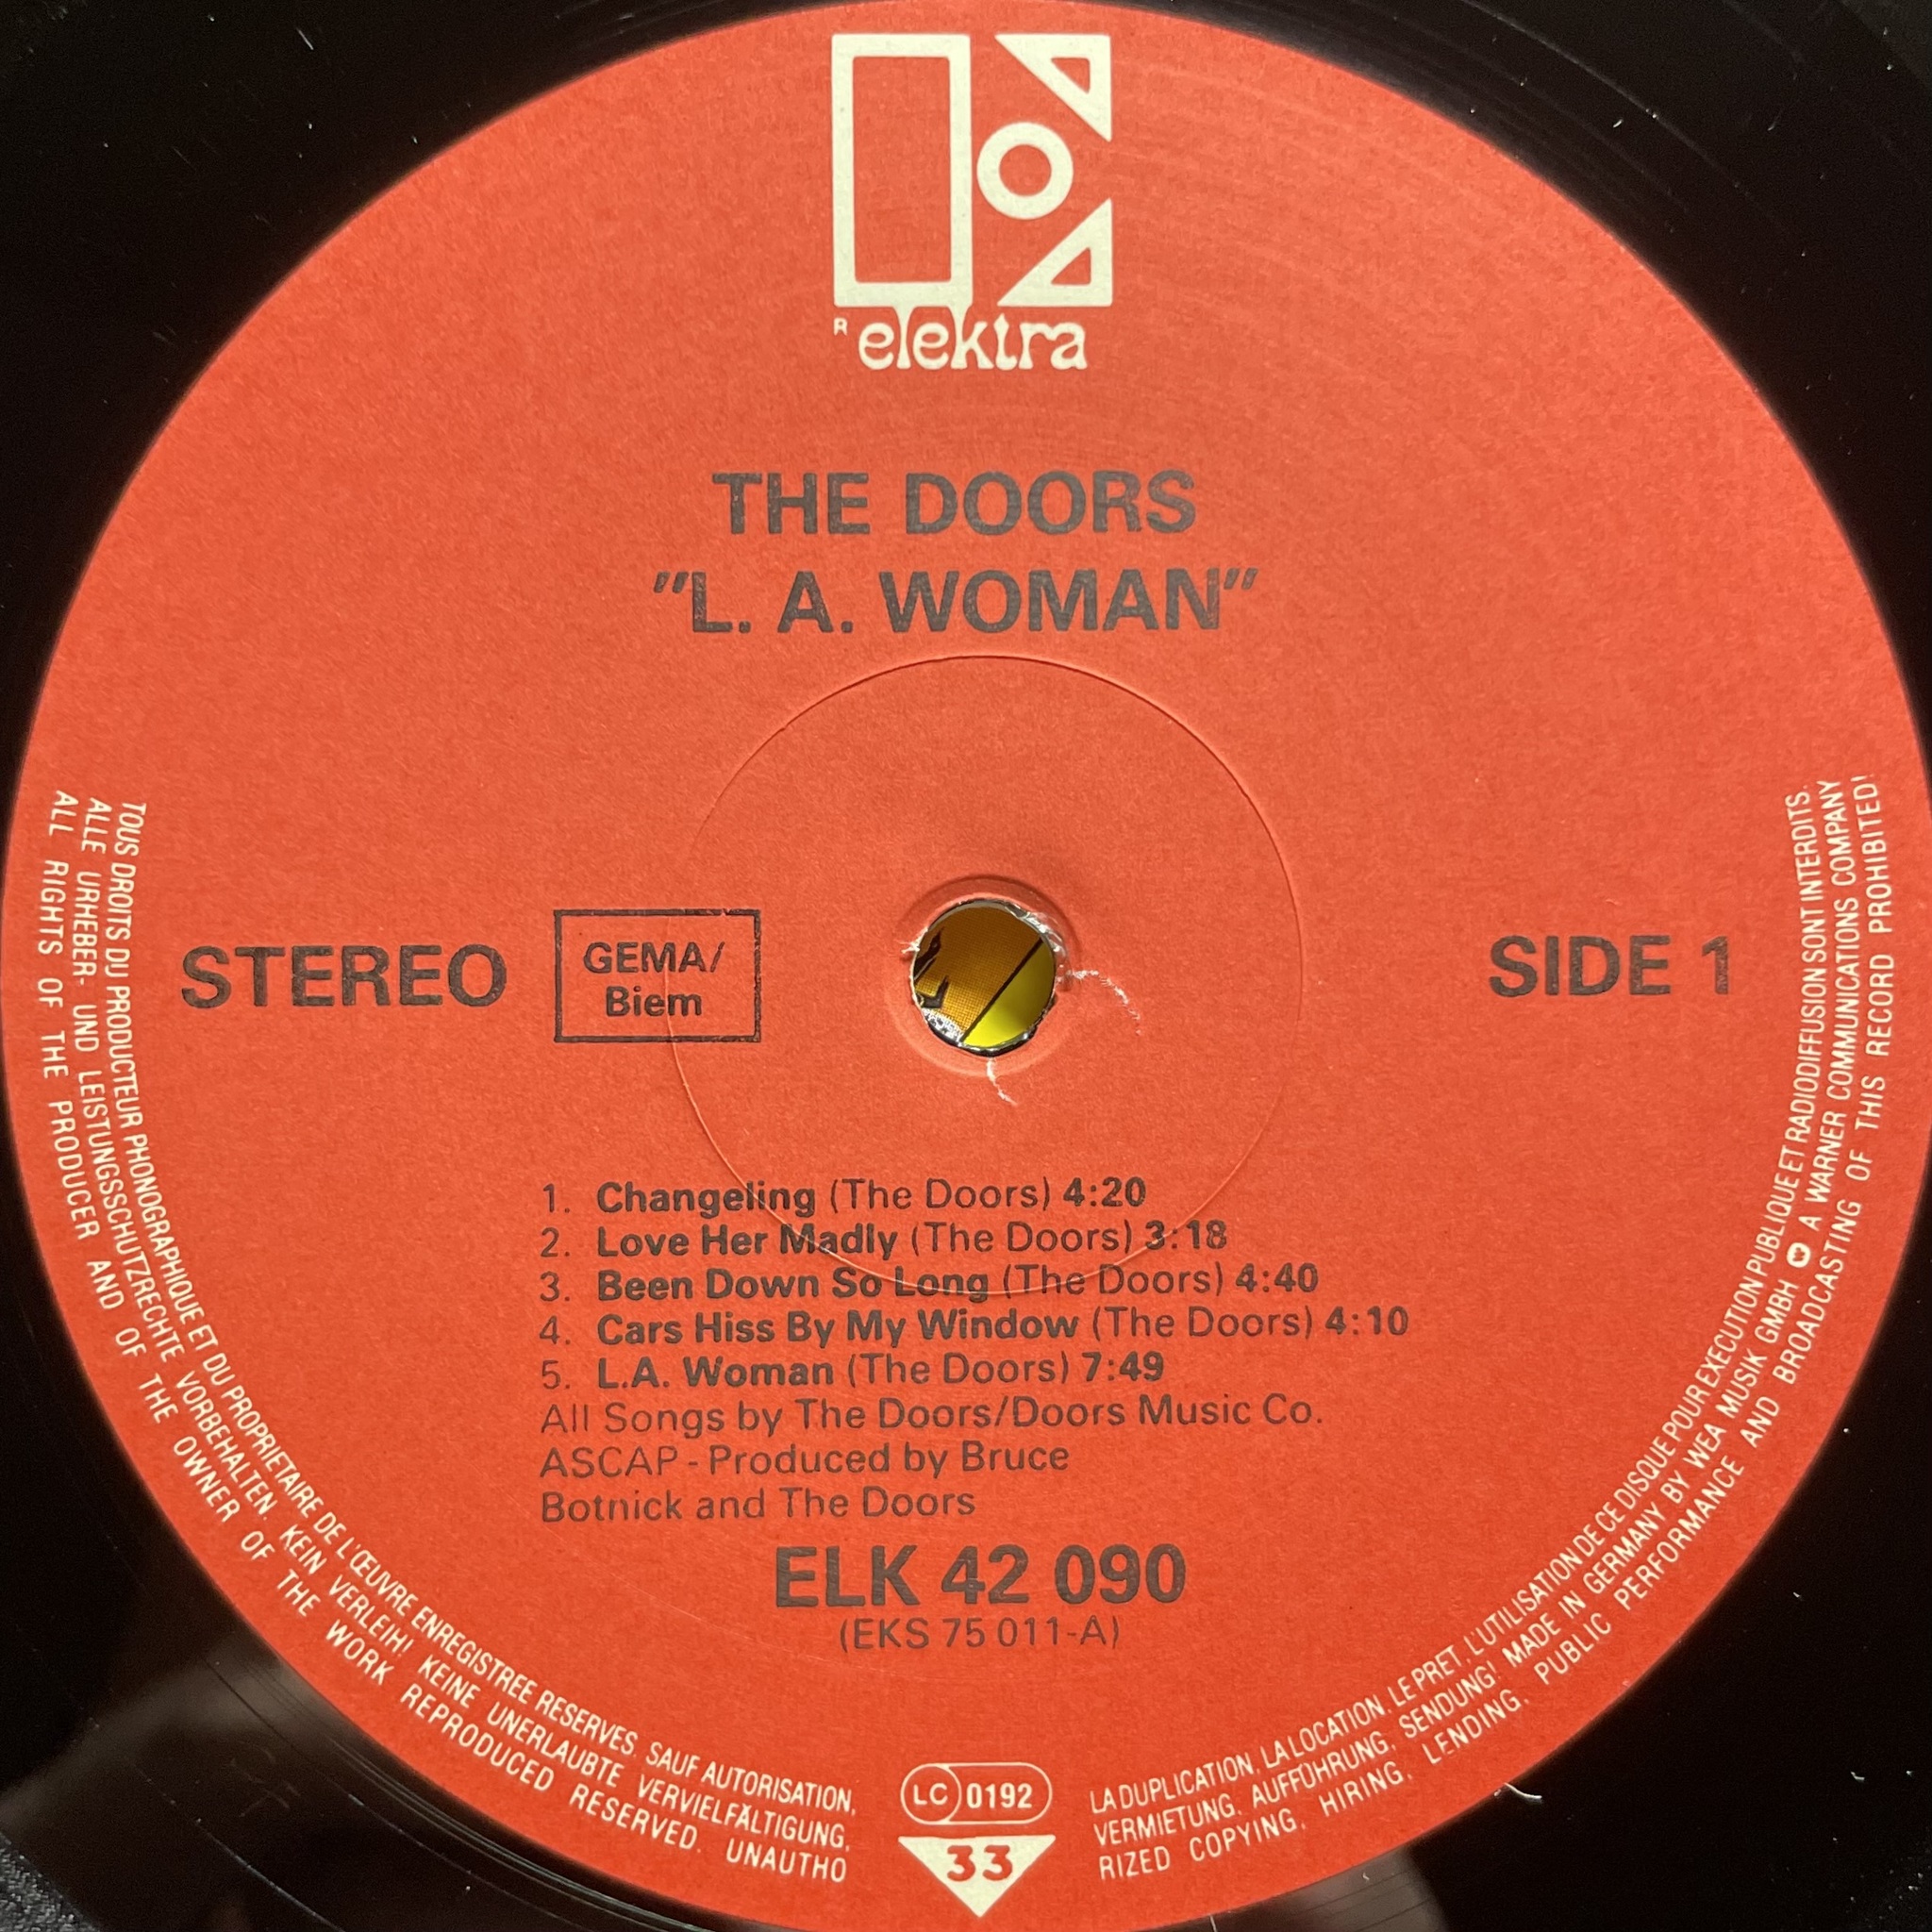 R elektra
THE DOORS
"L. A. WOMAN"
STEREO
GEMA/
Biem
SIDE 1
1. Changeling (The Doors) 4:20
2. Love Her Madly (The Doors) 3:18
3. Been Down So Long (The Doors) 4:40
4. Cars Hiss By My Window (The Doors) 4:10
5. L.A. Woman (The Doors) 7:49
All Songs by The Doors/Doors Music Co.
ASCAP - Produced by Bruce
Botnick and The Doors
ELK 42 090
(EKS 75 011-A)
TOUS DROITS DU PRODUCTEUR PHONOGRAPHIQUE ET DU PROPRIETAIRE DE L'ŒUVRE ENREGISTREE RESERVES. SAUF AUTORISATION,
LA DUPLICATION, LA LOCATION, LE PRET, L'UTILISATION DE CE DISQUE POUR EXECUTION PUBLIQUE ET RADIODIFFUSION SONT INTERDITS.
ALLE URHEBER- UND LEISTUNGSSCHUTZRECHTE VORBEHALTEN. KEIN VERLEIH! KEINE UNERLAUBTE VERVIELFÄLTIGUNG,
VERMIETUNG, AUFFÜHRUNG, SENDUNG! MADE IN GERMANY BY WEA MUSIK GMBH W A WARNER COMMUNICATIONS COMPANY
ALL RIGHTS OF THE PRODUCER AND OF THE OWNER OF THE WORK REPRODUCED RESERVED. UNAUTHO
RIZED COPYING, HIRING, LENDING, PUBLIC PERFORMANCE AND BROADCASTING OF THIS RECORD PROHIBITED!
LC 0192
33